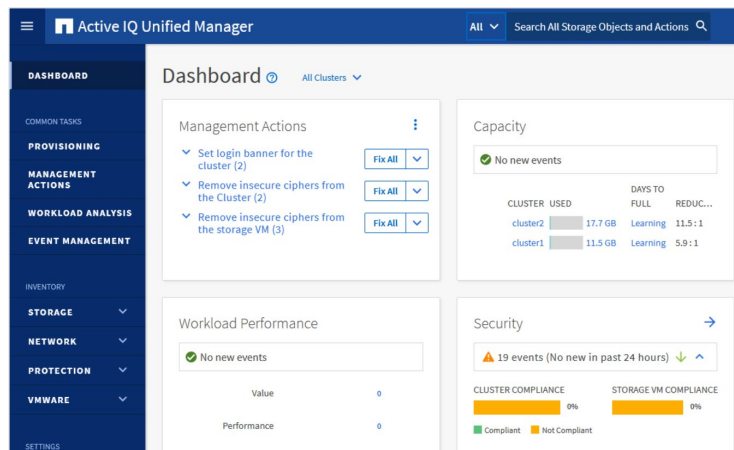 Active IQ Unified Manager
All
Search All Storage Objects and Actions
DASHBOARD
COMMON TASKS
PROVISIONING
MANAGEMENT
ACTIONS
WORKLOAD ANALYSIS
EVENT MANAGEMENT
INVENTORY
STORAGE
NETWORK
PROTECTION
VMWARE
SETTINGS
Dashboard
All Clusters
Management Actions
Set login banner for the
cluster (2)
Fix All
Remove insecure ciphers from
the Cluster (2)
Fix All
Remove insecure ciphers from
the storage VM (3)
Fix All
Capacity
No new events
DAYS TO
CLUSTER USED FULL REDUC...
cluster2 17.7 GB Learning 11.5 : 1
cluster1 11.5 GB Learning 5.9 : 1
Workload Performance
No new events
Value 0
Performance 0
Security
19 events (No new in past 24 hours)
CLUSTER COMPLIANCE STORAGE VM COMPLIANCE
0% 0%
Compliant Not Compliant